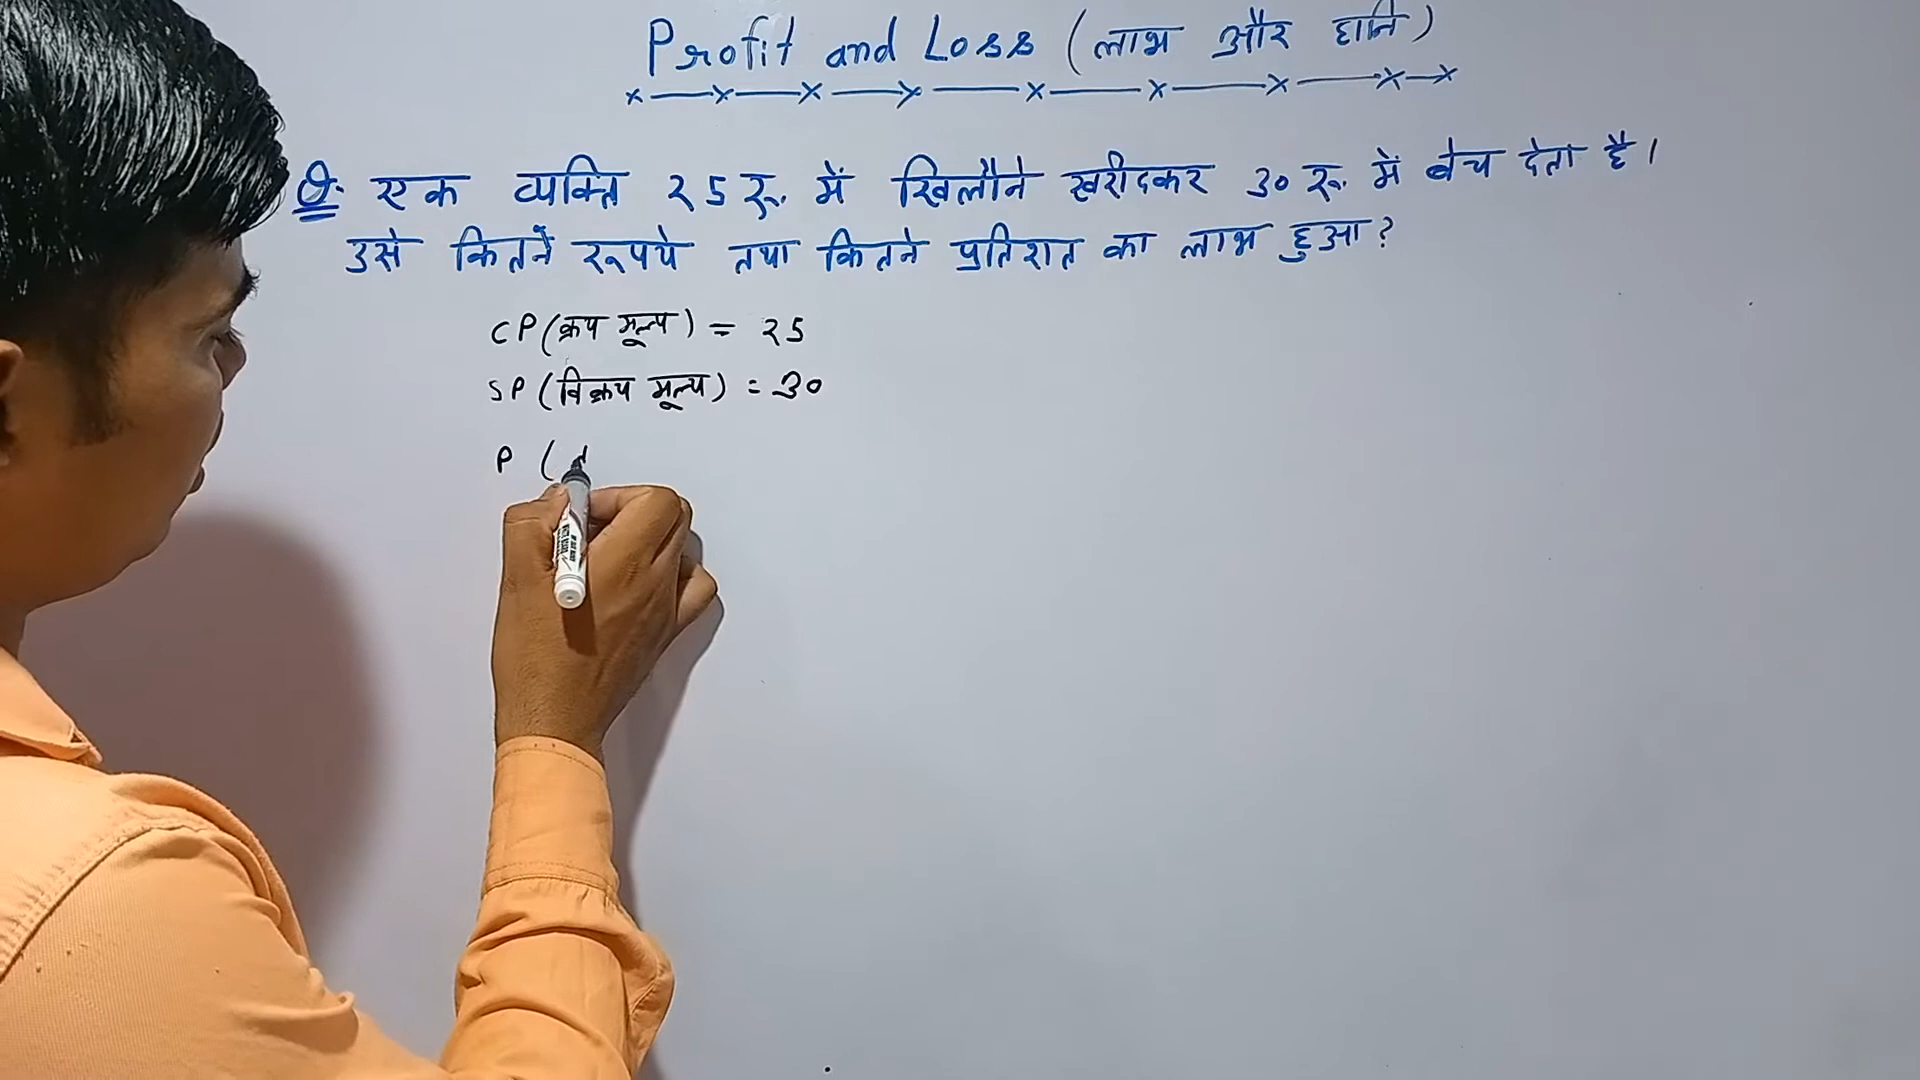 Profit and Loss (लाभ और हानि)
Q. एक व्यक्ति 25 रु. में खिलौने खरीदकर 30 रु. में बेच देता है।
उसे कितने रूपये तथा कितने प्रतिशत का लाभ हुआ?
CP (क्रय मूल्य) = 25
SP (विक्रय मूल्य) = 30
P (